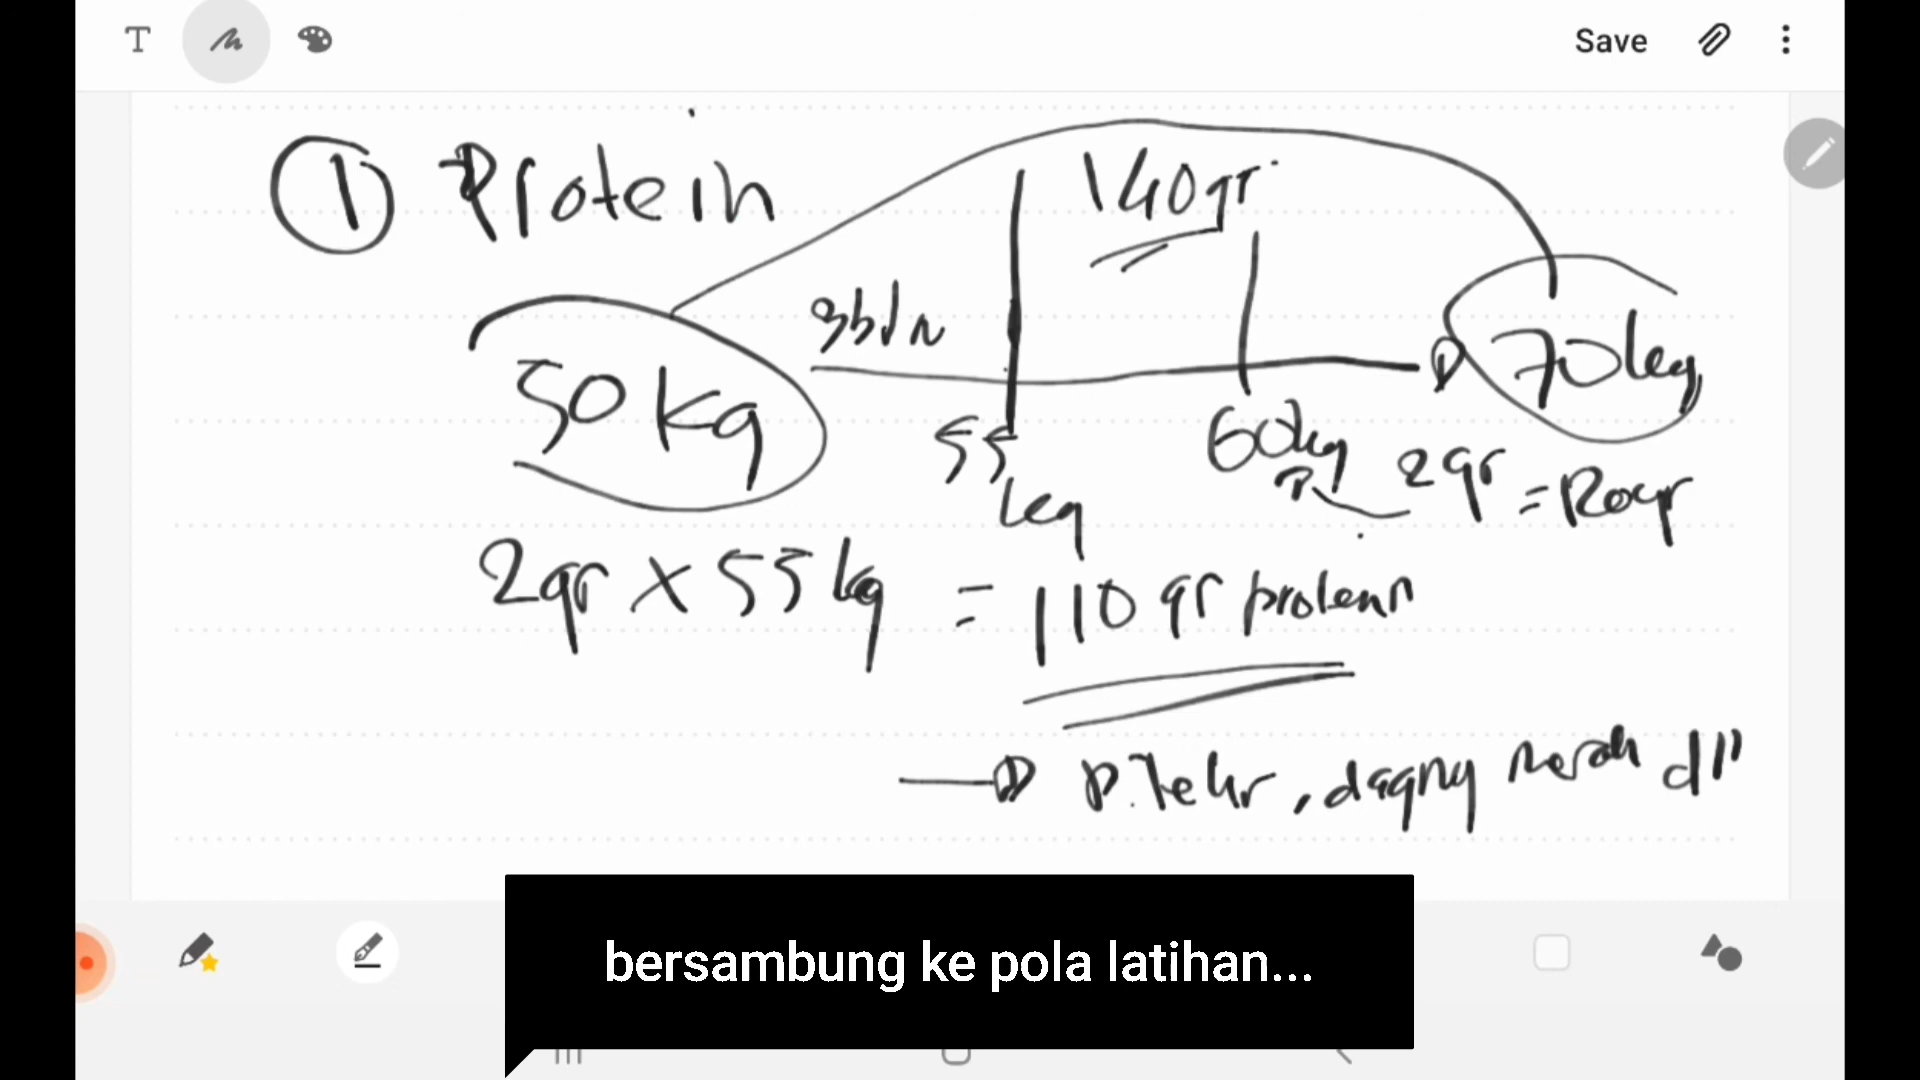 T Save
① Protein 140gr
3bln
50 kg 55 kg 60kg 70kg
2gr = 120gr
2gr x 55 kg = 110 gr protein
P. Telur, daging merah dll
bersambung ke pola latihan...